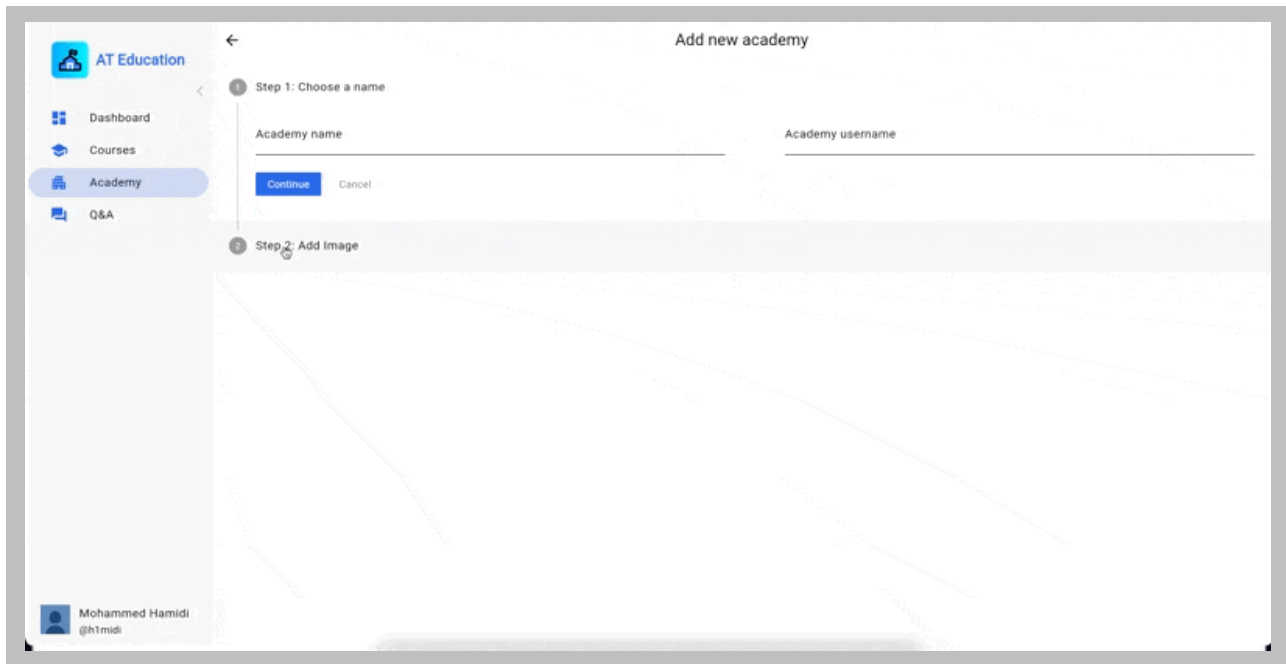 AT Education
Dashboard
Courses
Academy
Q&A
Mohammed Hamidi
@h1midi
Add new academy
1 Step 1: Choose a name
Academy name
Academy username
Continue Cancel
2 Step 2: Add Image